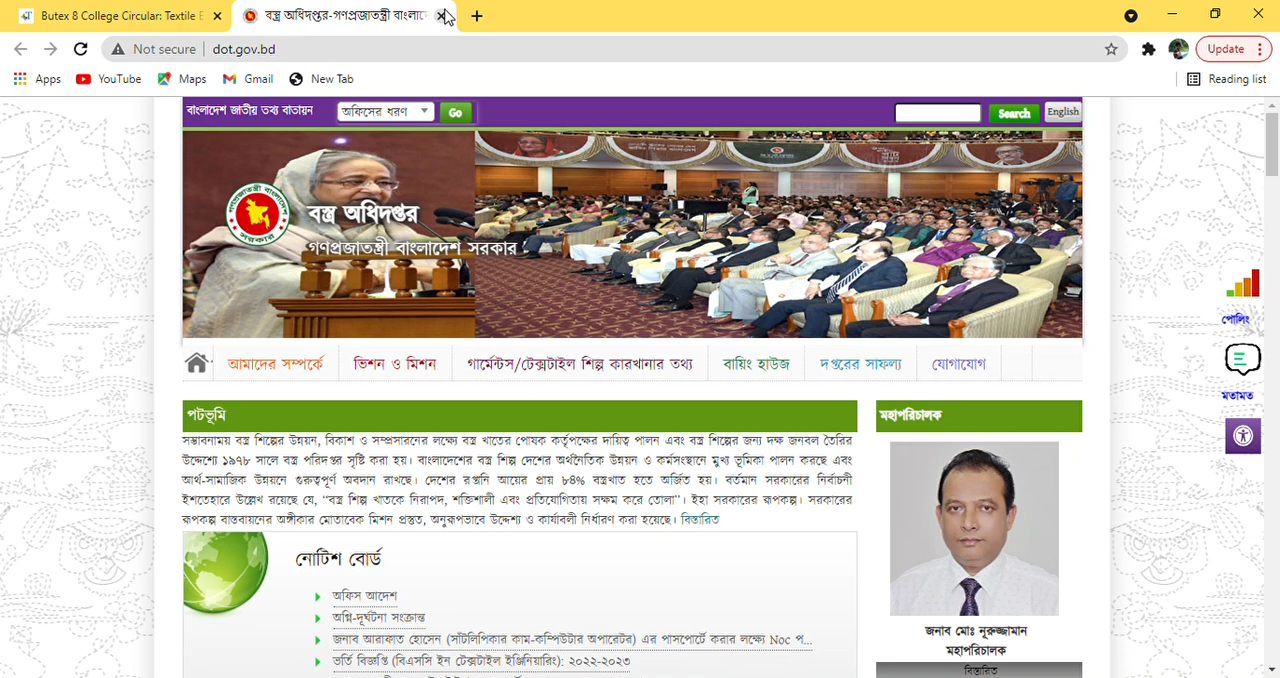 Butex 8 College Circular: Textile E
বস্ত্র অধিদপ্তর-গণপ্রজাতন্ত্রী বাংলাদে
Not secure
dot.gov.bd
Update
Apps
YouTube
Maps
Gmail
New Tab
Reading list
বাংলাদেশ জাতীয় তথ্য বাতায়ন
অফিসের ধরণ
Go
Search
English
বস্ত্র অধিদপ্তর
গণপ্রজাতন্ত্রী বাংলাদেশ সরকার
আমাদের সম্পর্কে
ভিশন ও মিশন
গার্মেন্টস/টেক্সটাইল শিল্প কারখানার তথ্য
বায়িং হাউজ
দপ্তরের সাফল্য
যোগাযোগ
পোলিং
মতামত
পটভূমি
সম্ভাবনাময় বস্ত্র শিল্পের উন্নয়ন, বিকাশ ও সম্প্রসারনের লক্ষ্যে বস্ত্র খাতের পোষক কর্তৃপক্ষের দায়িত্ব পালন এবং বস্ত্র শিল্পের জন্য দক্ষ জনবল তৈরির
উদ্দেশ্যে ১৯৭৮ সালে বস্ত্র পরিদপ্তর সৃষ্টি করা হয়। বাংলাদেশের বস্ত্র শিল্প দেশের অর্থনৈতিক উন্নয়ন ও কর্মসংস্থানে মুখ্য ভূমিকা পালন করছে এবং
আর্থ-সামাজিক উন্নয়নে গুরুত্বপূর্ণ অবদান রাখছে। দেশের রপ্তানি আয়ের প্রায় ৮৪% বস্ত্রখাত হতে অর্জিত হয়। বর্তমান সরকারের নির্বাচনী
ইশতেহারে উল্লেখ রয়েছে যে, “বস্ত্র শিল্প খাতকে নিরাপদ, শক্তিশালী এবং প্রতিযোগিতায় সক্ষম করে তোলা”। ইহা সরকারের রূপকল্প। সরকারের
রূপকল্প বাস্তবায়নের অঙ্গীকার মোতাবেক মিশন প্রস্তুত, অনুরূপভাবে উদ্দেশ্য ও কার্যাবলী নির্ধারণ করা হয়েছে। বিস্তারিত
নোটিশ বোর্ড
অফিস আদেশ
অগ্নি-দূর্ঘটনা সংক্রান্ত
জনাব আরাফাত হোসেন (সাঁটলিপিকার কাম-কম্পিউটার অপারেটর) এর পাসপোর্টে করার লক্ষ্যে Noc প...
ভর্তি বিজ্ঞপ্তি (বিএসসি ইন টেক্সটাইল ইঞ্জিনিয়ারিং): ২০২২-২০২৩
মহাপরিচালক
জনাব মোঃ নূরুজ্জামান
মহাপরিচালক
বিস্তারিত